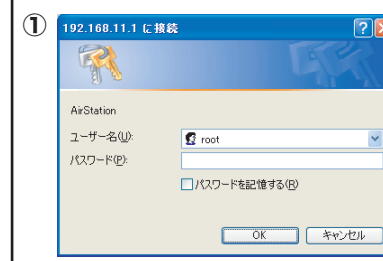 ①
192.168.11.1 に接続
AirStation
ユーザー名(U):
root
パスワード(P):
パスワードを記憶する(R)
OK
キャンセル